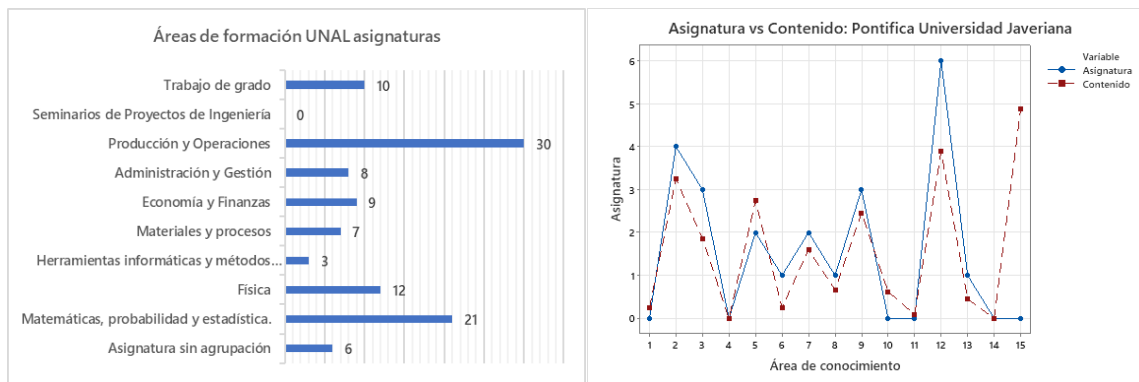 Áreas de formación UNAL asignaturas
Trabajo de grado 10
Seminarios de Proyectos de Ingeniería 0
Producción y Operaciones 30
Administración y Gestión 8
Economía y Finanzas 9
Materiales y procesos 7
Herramientas informáticas y métodos... 3
Física 12
Matemáticas, probabilidad y estadística. 21
Asignatura sin agrupación 6
Asignatura vs Contenido: Pontifica Universidad Javeriana
Variable
Asignatura
Contenido
6
5
4
3
2
1
0
Asignatura
1 2 3 4 5 6 7 8 9 10 11 12 13 14 15
Área de conocimiento